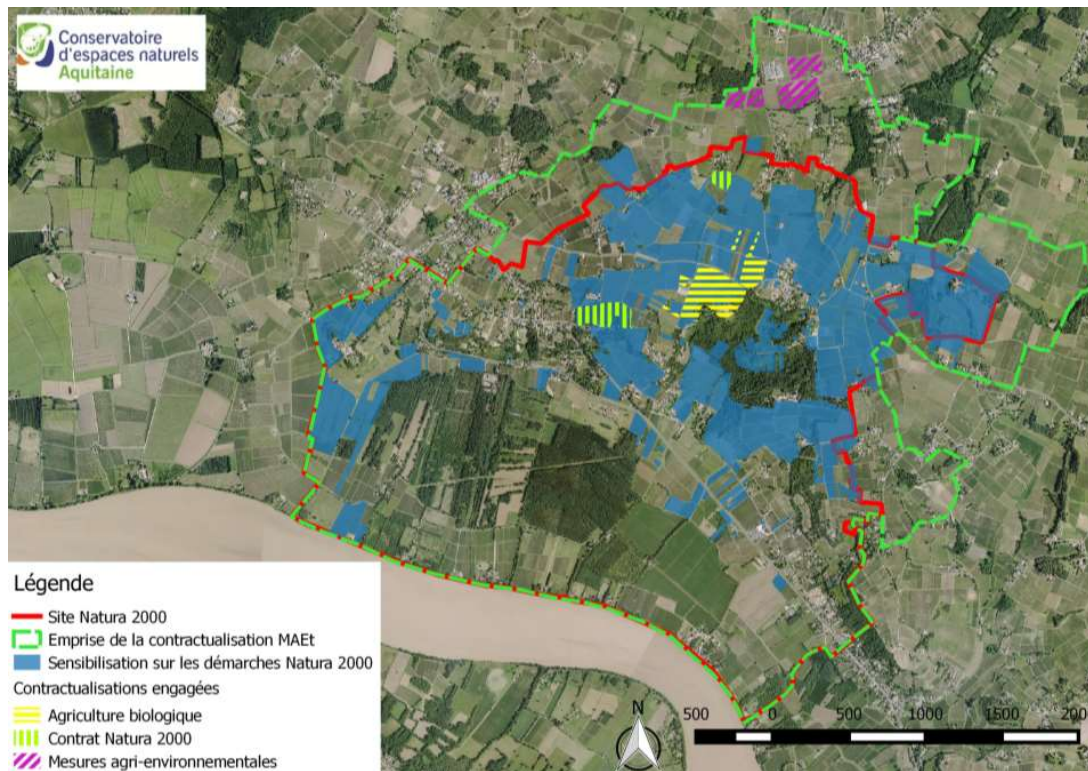 Conservatoire
d'espaces naturels
Aquitaine
Légende
Site Natura 2000
Emprise de la contractualisation MAEt
Sensibilisation sur les démarches Natura 2000
Contractualisations engagées
Agriculture biologique
Contrat Natura 2000
Mesures agri-environnementales
N
500 0 500 1000 1500 200